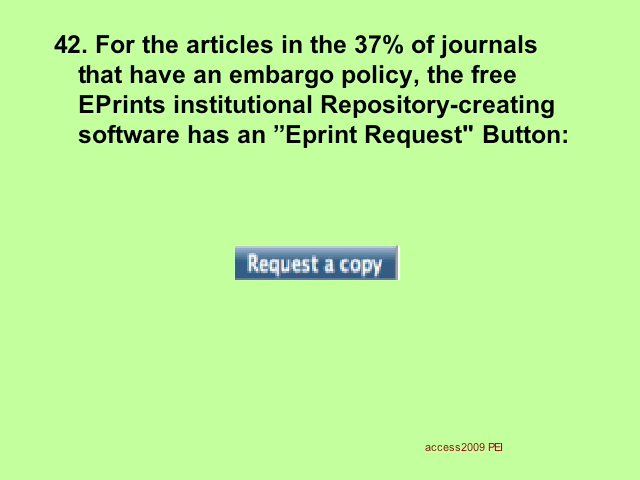 42. For the articles in the 37% of journals
that have an embargo policy, the free
EPrints institutional Repository-creating
software has an ”Eprint Request" Button:
Request a copy
access2009 PEI